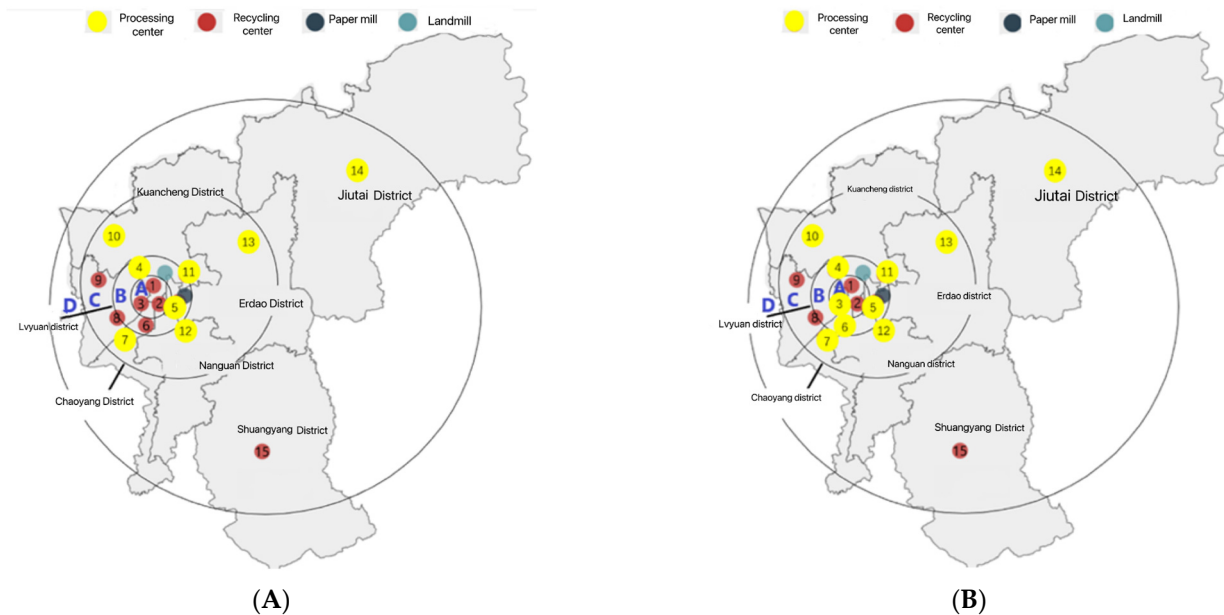 Processing center
Recycling center
Paper mill
Landmill
14
Jiutai District
Kuancheng District
10
13
4
11
9
A
1
D
C
B
3
2
5
Erdao District
8
6
Lvyuan district
12
7
Nanguan District
Chaoyang District
Shuangyang District
15
(A)
Processing center
Recycling center
Paper mill
Landmill
14
Jiutai District
Kuancheng district
10
13
4
11
9
A
1
D
C
B
3
2
5
Erdao district
8
6
Lvyuan district
12
7
Nanguan district
Chaoyang district
Shuangyang District
15
(B)